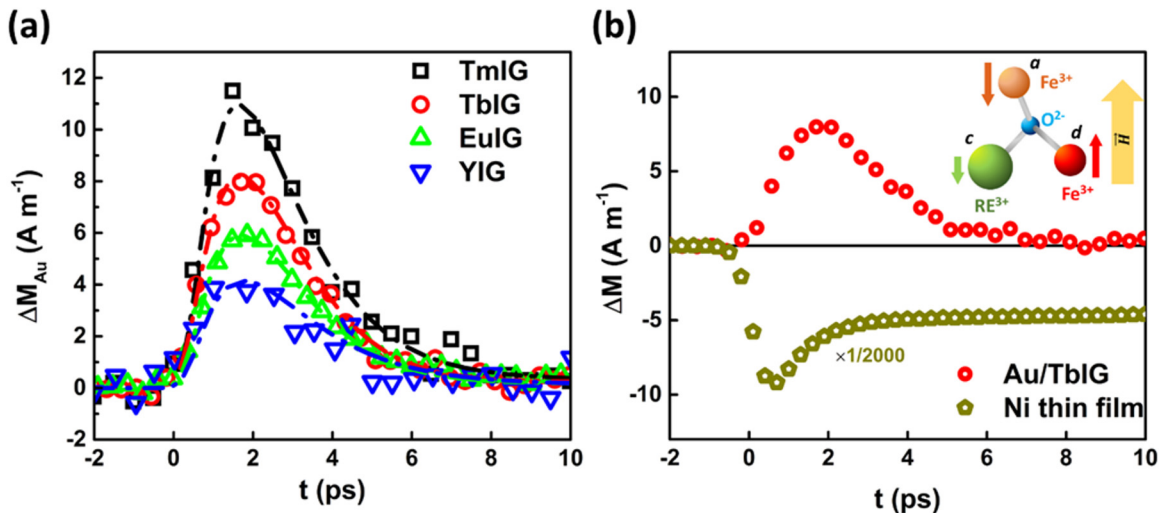 (a)
ΔM_Au (A m⁻¹)
12
10
8
6
4
2
0
-2
TmIG
TbIG
EuIG
YIG
-2 0 2 4 6 8 10
t (ps)
(b)
ΔM (A m⁻¹)
10
5
0
-5
-10
a
Fe³⁺
O²⁻
c
d
RE³⁺
Fe³⁺
H
×1/2000
Au/TbIG
Ni thin film
-2 0 2 4 6 8 10
t (ps)